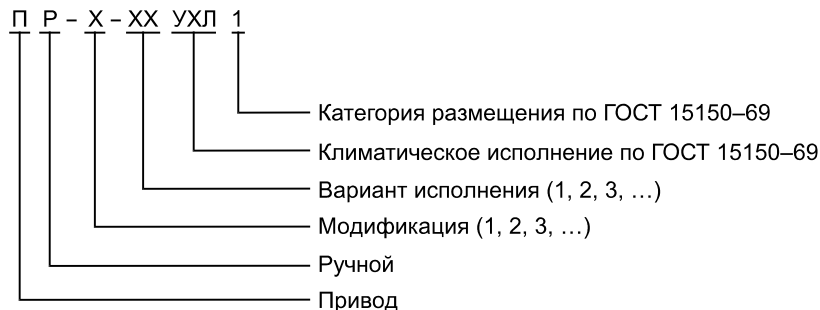 П Р – Х – ХХ УХЛ 1
Категория размещения по ГОСТ 15150–69
Климатическое исполнение по ГОСТ 15150–69
Вариант исполнения (1, 2, 3, …)
Модификация (1, 2, 3, …)
Ручной
Привод